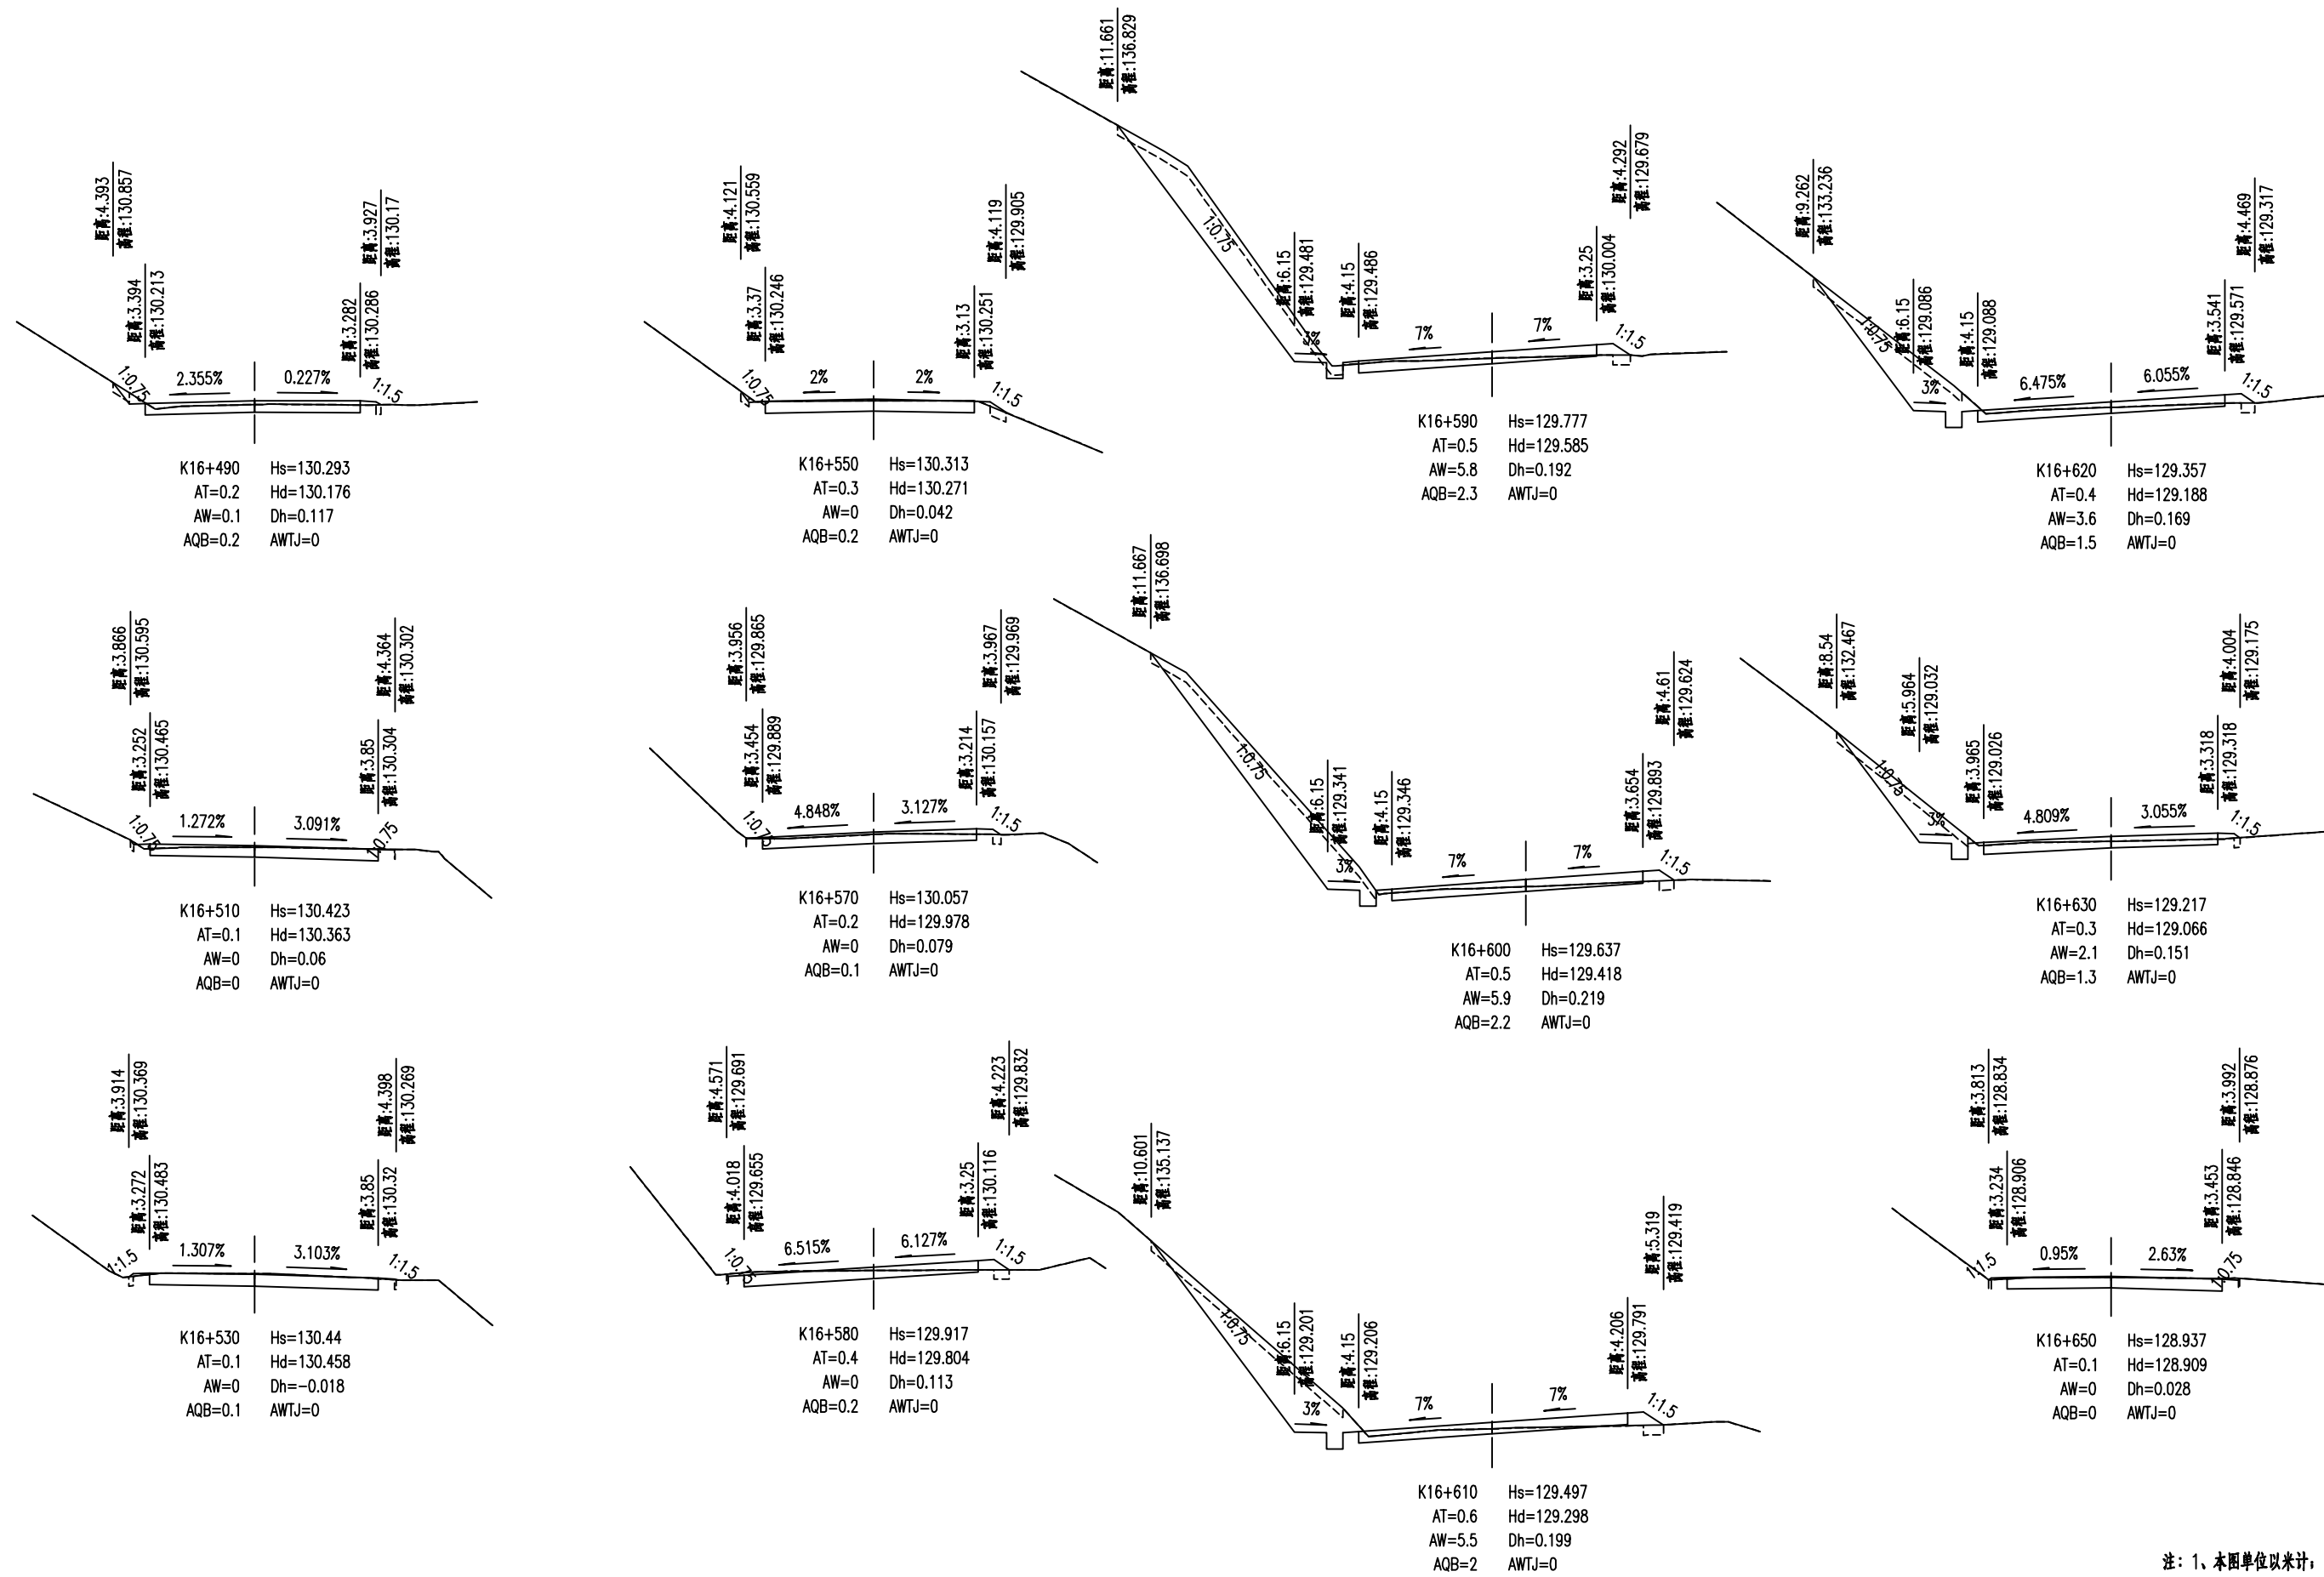 距离:4.393
高程:130.857
距离:3.394
高程:130.213
距离:3.927
高程:130.17
距离:3.282
高程:130.286
1:0.75
2.355%
0.227%
1:1.5
K16+490 Hs=130.293
AT=0.2 Hd=130.176
AW=0.1 Dh=0.117
AQB=0.2 AWTJ=0
距离:3.866
高程:130.595
距离:3.252
高程:130.465
距离:4.364
高程:130.302
距离:3.85
高程:130.304
1:0.75
1.272%
3.091%
1:0.75
K16+510 Hs=130.423
AT=0.1 Hd=130.363
AW=0 Dh=0.06
AQB=0 AWTJ=0
距离:3.914
高程:130.369
距离:3.272
高程:130.483
距离:4.398
高程:130.269
距离:3.85
高程:130.32
1:1.5
1.307%
3.103%
1:1.5
K16+530 Hs=130.44
AT=0.1 Hd=130.458
AW=0 Dh=-0.018
AQB=0.1 AWTJ=0
距离:4.121
高程:130.559
距离:3.37
高程:130.246
距离:4.119
高程:129.905
距离:3.13
高程:130.251
1:0.75
2%
2%
1:1.5
K16+550 Hs=130.313
AT=0.3 Hd=130.271
AW=0 Dh=0.042
AQB=0.2 AWTJ=0
距离:3.956
高程:129.865
距离:3.454
高程:129.889
距离:3.967
高程:129.969
距离:3.214
高程:130.157
1:0.75
4.848%
3.127%
1:1.5
K16+570 Hs=130.057
AT=0.2 Hd=129.978
AW=0 Dh=0.079
AQB=0.1 AWTJ=0
距离:4.571
高程:129.691
距离:4.018
高程:129.655
距离:4.223
高程:129.832
距离:3.25
高程:130.116
1:0.75
6.515%
6.127%
1:1.5
K16+580 Hs=129.917
AT=0.4 Hd=129.804
AW=0 Dh=0.113
AQB=0.2 AWTJ=0
距离:11.661
高程:136.829
距离:6.15
高程:129.481
距离:4.15
高程:129.486
距离:4.292
高程:129.679
距离:3.25
高程:130.004
1:0.75
3%
7%
7%
1:1.5
K16+590 Hs=129.777
AT=0.5 Hd=129.585
AW=5.8 Dh=0.192
AQB=2.3 AWTJ=0
距离:11.667
高程:136.698
距离:6.15
高程:129.341
距离:4.15
高程:129.346
距离:4.61
高程:129.624
距离:3.654
高程:129.893
1:0.75
3%
7%
7%
1:1.5
K16+600 Hs=129.637
AT=0.5 Hd=129.418
AW=5.9 Dh=0.219
AQB=2.2 AWTJ=0
距离:10.601
高程:135.137
距离:6.15
高程:129.201
距离:4.15
高程:129.206
距离:5.319
高程:129.419
距离:4.206
高程:129.791
1:0.75
3%
7%
7%
1:1.5
K16+610 Hs=129.497
AT=0.6 Hd=129.298
AW=5.5 Dh=0.199
AQB=2 AWTJ=0
距离:9.262
高程:133.236
距离:6.15
高程:129.086
距离:4.15
高程:129.088
距离:4.469
高程:129.317
距离:3.541
高程:129.571
1:0.75
3%
6.475%
6.055%
1:1.5
K16+620 Hs=129.357
AT=0.4 Hd=129.188
AW=3.6 Dh=0.169
AQB=1.5 AWTJ=0
距离:8.54
高程:132.467
距离:5.964
高程:129.032
距离:3.965
高程:129.026
距离:4.004
高程:129.175
距离:3.318
高程:129.318
1:0.75
3%
4.809%
3.055%
1:1.5
K16+630 Hs=129.217
AT=0.3 Hd=129.066
AW=2.1 Dh=0.151
AQB=1.3 AWTJ=0
距离:3.813
高程:128.834
距离:3.234
高程:128.906
距离:3.992
高程:128.876
距离:3.453
高程:128.846
1:1.5
0.95%
2.63%
1:0.75
K16+650 Hs=128.937
AT=0.1 Hd=128.909
AW=0 Dh=0.028
AQB=0 AWTJ=0
注：1、本图单位以米计；